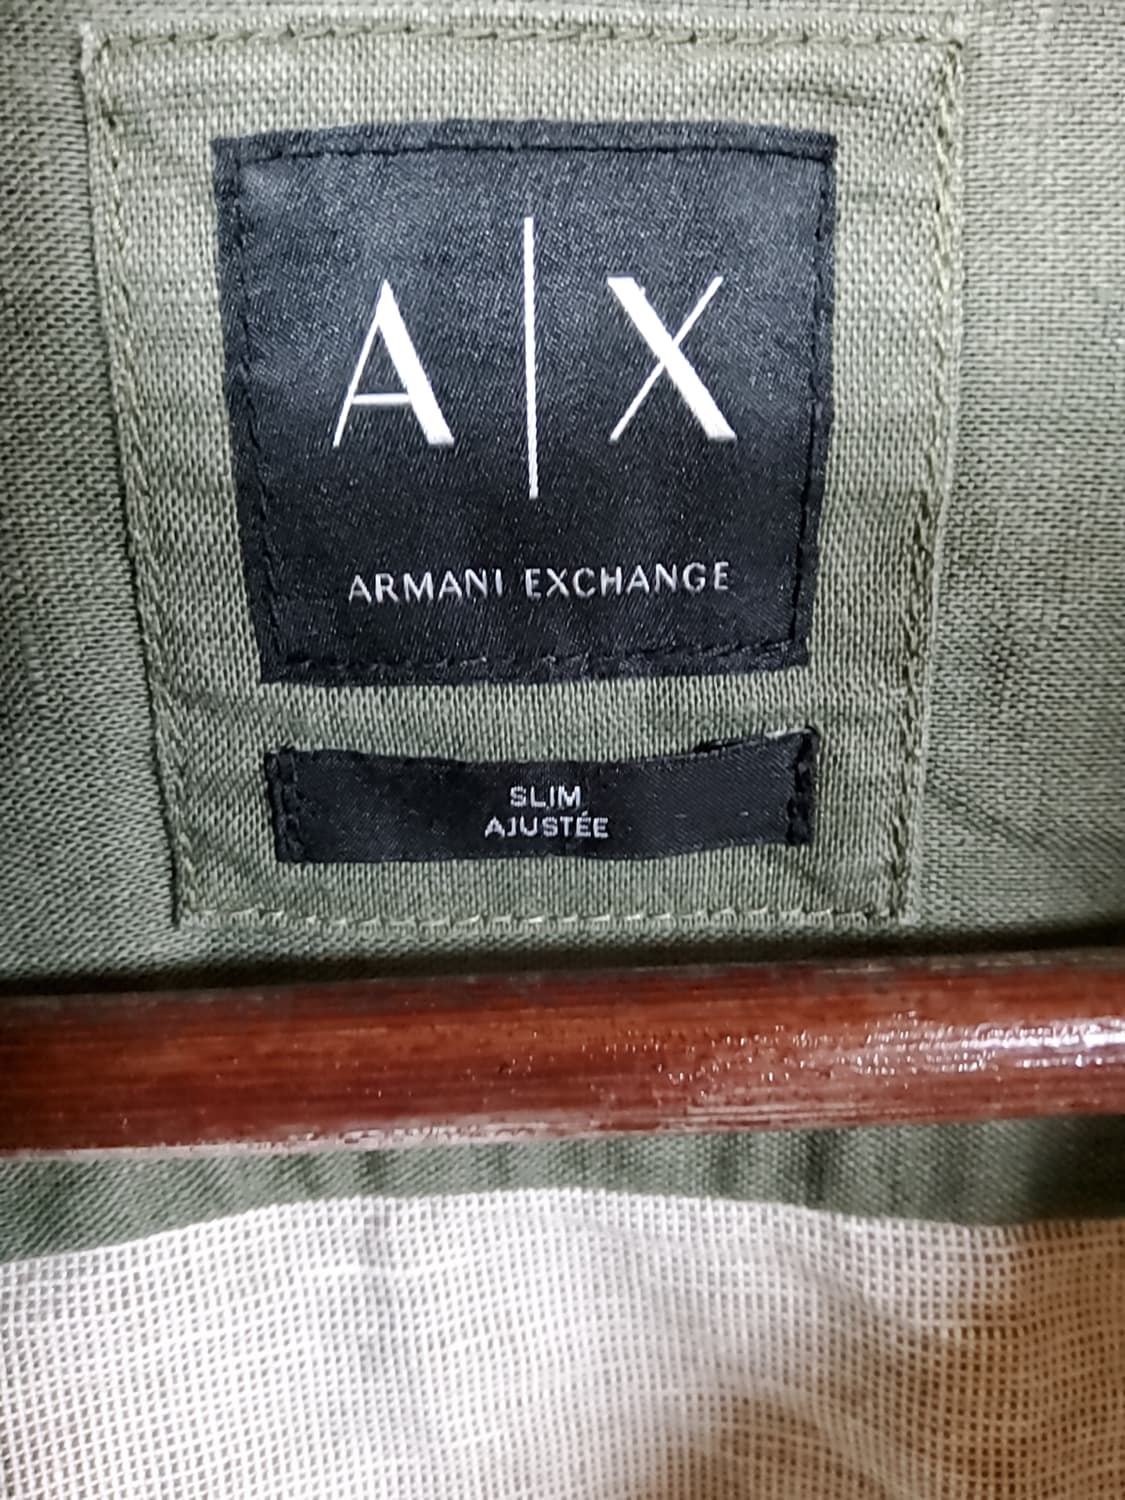 A|X
ARMANI EXCHANGE
SLIM
AJUSTÉE